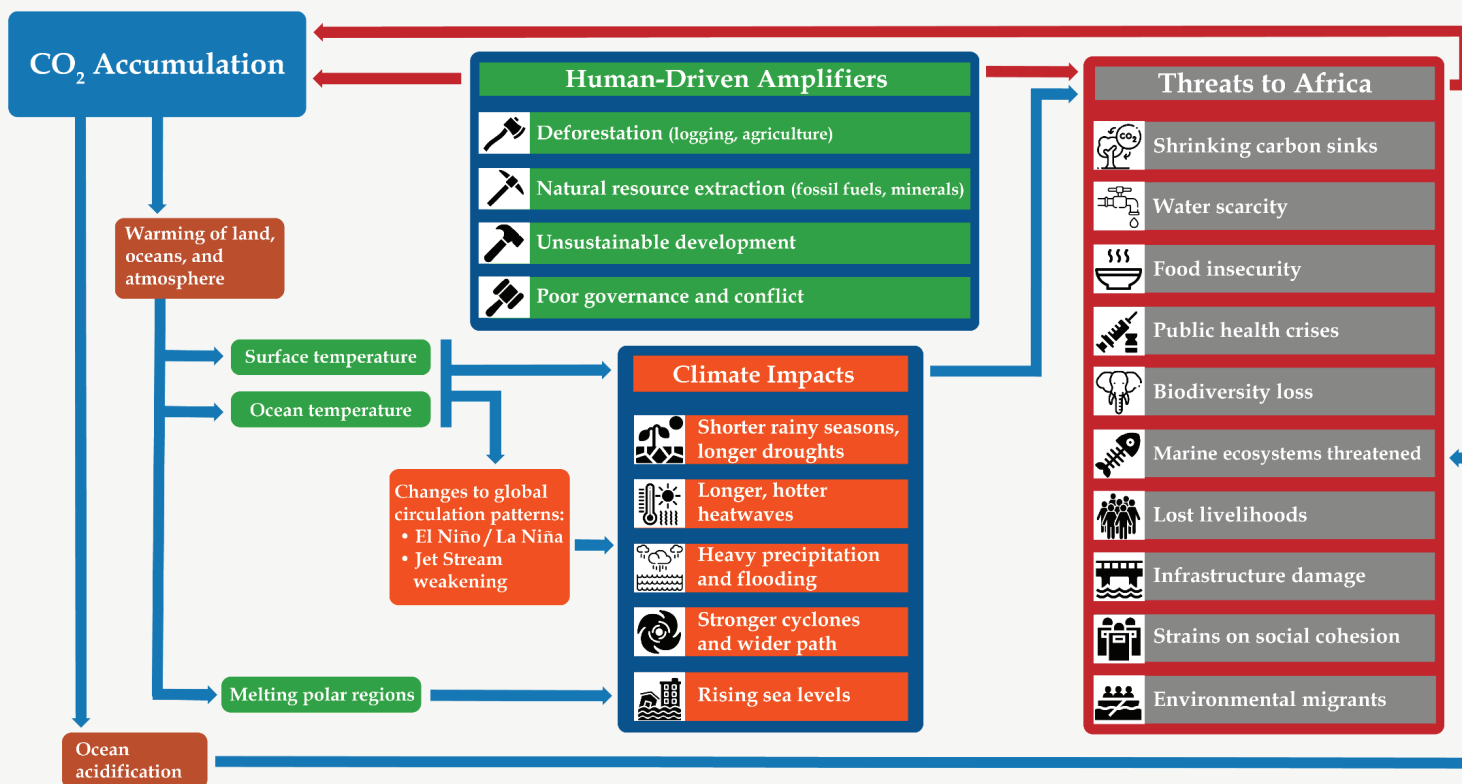 CO₂ Accumulation
Human-Driven Amplifiers
Deforestation (logging, agriculture)
Natural resource extraction (fossil fuels, minerals)
Unsustainable development
Poor governance and conflict
Threats to Africa
CO₂
Shrinking carbon sinks
Water scarcity
Food insecurity
Public health crises
Biodiversity loss
Marine ecosystems threatened
Lost livelihoods
Infrastructure damage
Strains on social cohesion
Environmental migrants
Warming of land,
oceans, and
atmosphere
Surface temperature
Ocean temperature
Changes to global
circulation patterns:
• El Niño / La Niña
• Jet Stream
weakening
Climate Impacts
Shorter rainy seasons,
longer droughts
Longer, hotter
heatwaves
Heavy precipitation
and flooding
Stronger cyclones
and wider path
Rising sea levels
Melting polar regions
Ocean
acidification